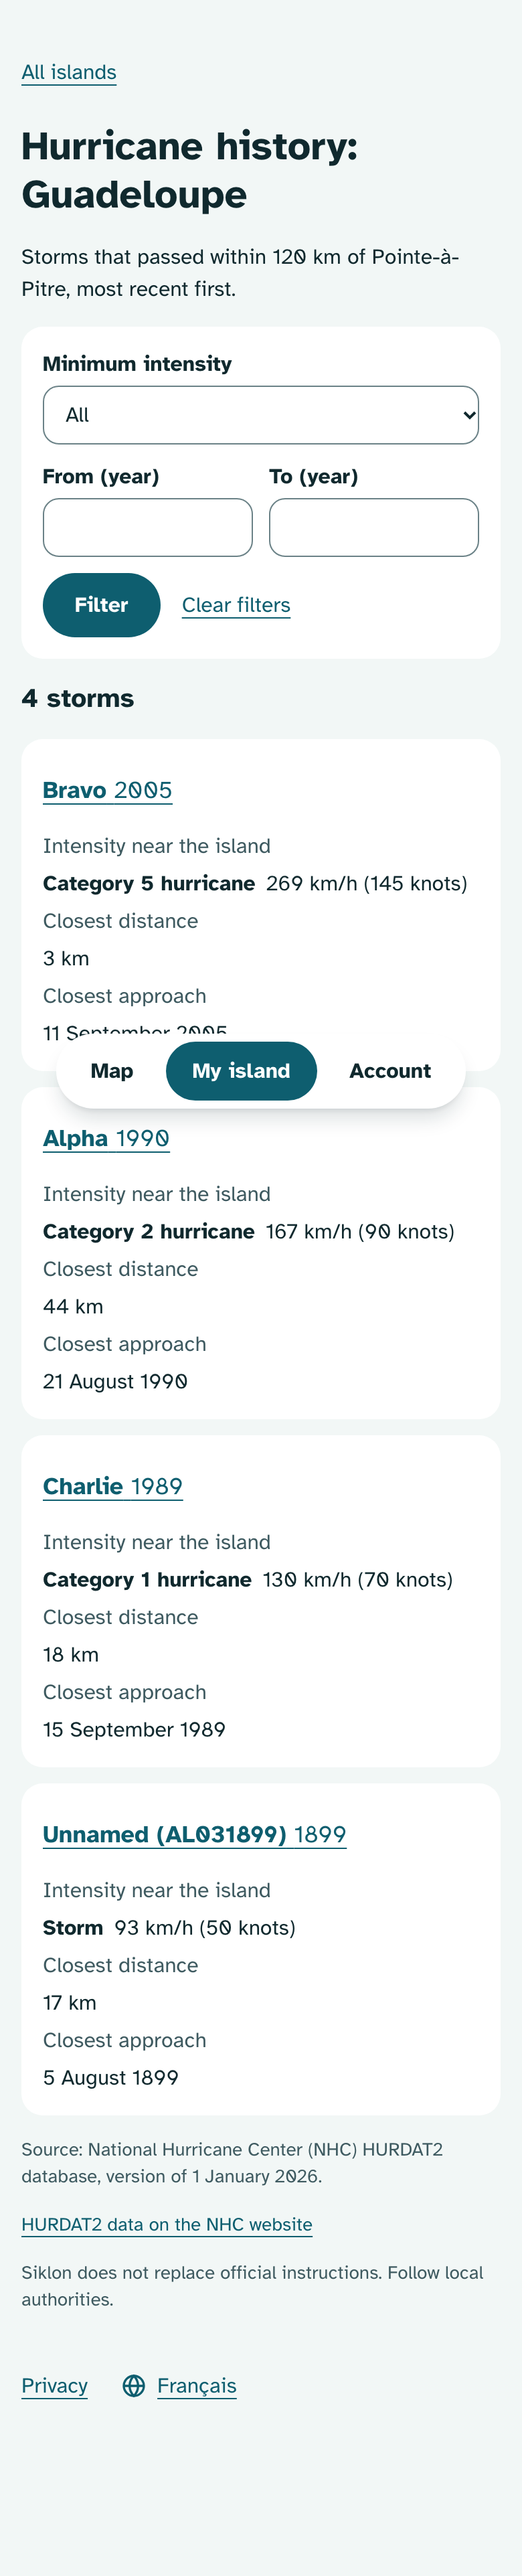 All islands
Hurricane history:
Guadeloupe
Storms that passed within 120 km of Pointe-à-
Pitre, most recent first.
Minimum intensity
All
From (year) To (year)
Filter Clear filters
4 storms
Bravo 2005
Intensity near the island
Category 5 hurricane 269 km/h (145 knots)
Closest distance
3 km
Closest approach
11 September 2005
Map My island Account
Alpha 1990
Intensity near the island
Category 2 hurricane 167 km/h (90 knots)
Closest distance
44 km
Closest approach
21 August 1990
Charlie 1989
Intensity near the island
Category 1 hurricane 130 km/h (70 knots)
Closest distance
18 km
Closest approach
15 September 1989
Unnamed (AL031899) 1899
Intensity near the island
Storm 93 km/h (50 knots)
Closest distance
17 km
Closest approach
5 August 1899
Source: National Hurricane Center (NHC) HURDAT2
database, version of 1 January 2026.
HURDAT2 data on the NHC website
Siklon does not replace official instructions. Follow local
authorities.
Privacy Français